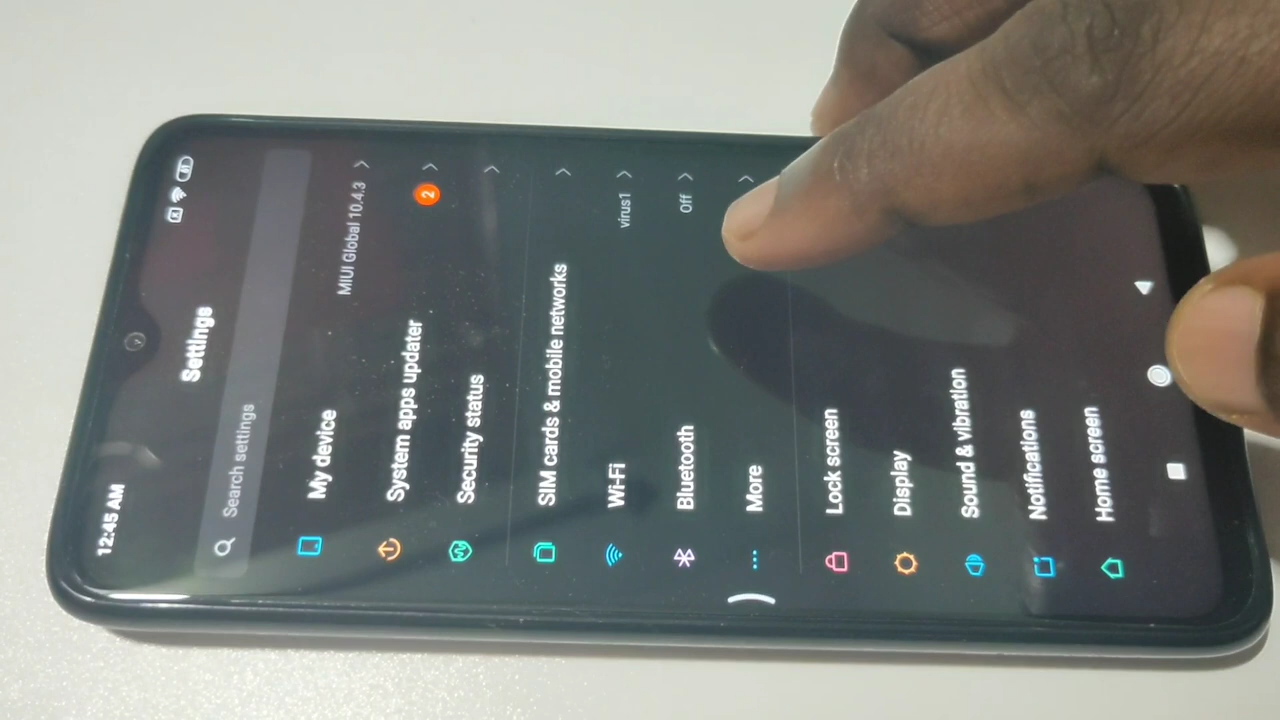 12:45 AM
Settings
Search settings
My device MIUI Global 10.4.3
System apps updater 2
Security status
SIM cards & mobile networks
Wi-Fi virus1
Bluetooth Off
More
Lock screen
Display
Sound & vibration
Notifications
Home screen